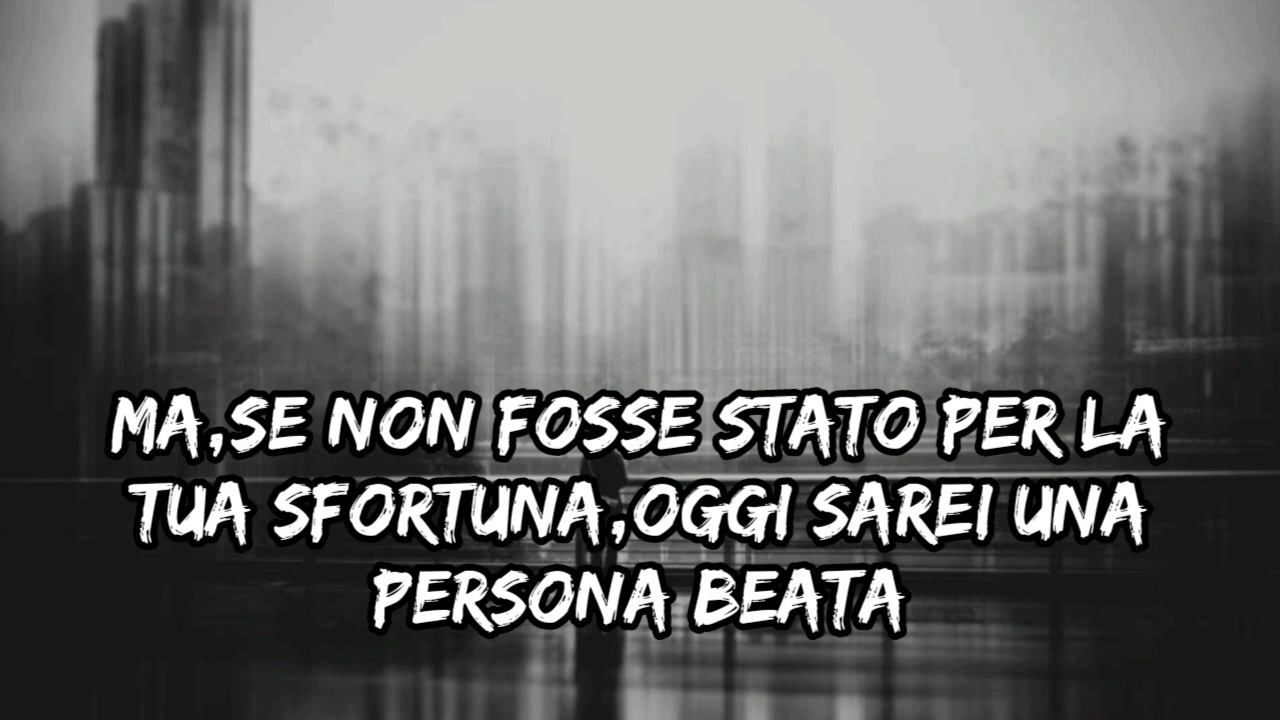 MA,SE NON FOSSE STATO PER LA
TUA SFORTUNA,OGGI SAREI UNA
PERSONA BEATA